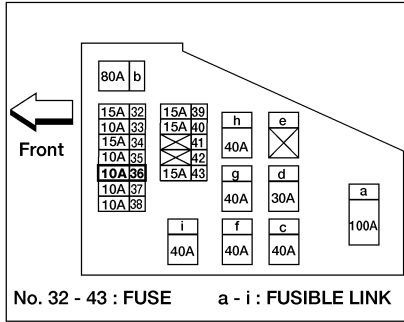 80A b
15A 32
10A 33
15A 34
10A 35
10A 36
10A 37
10A 38
15A 39
15A 40
41
42
15A 43
h
40A
e
g
40A
d
30A
a
100A
i
40A
f
40A
c
40A
Front
No. 32 - 43 : FUSE a - i : FUSIBLE LINK